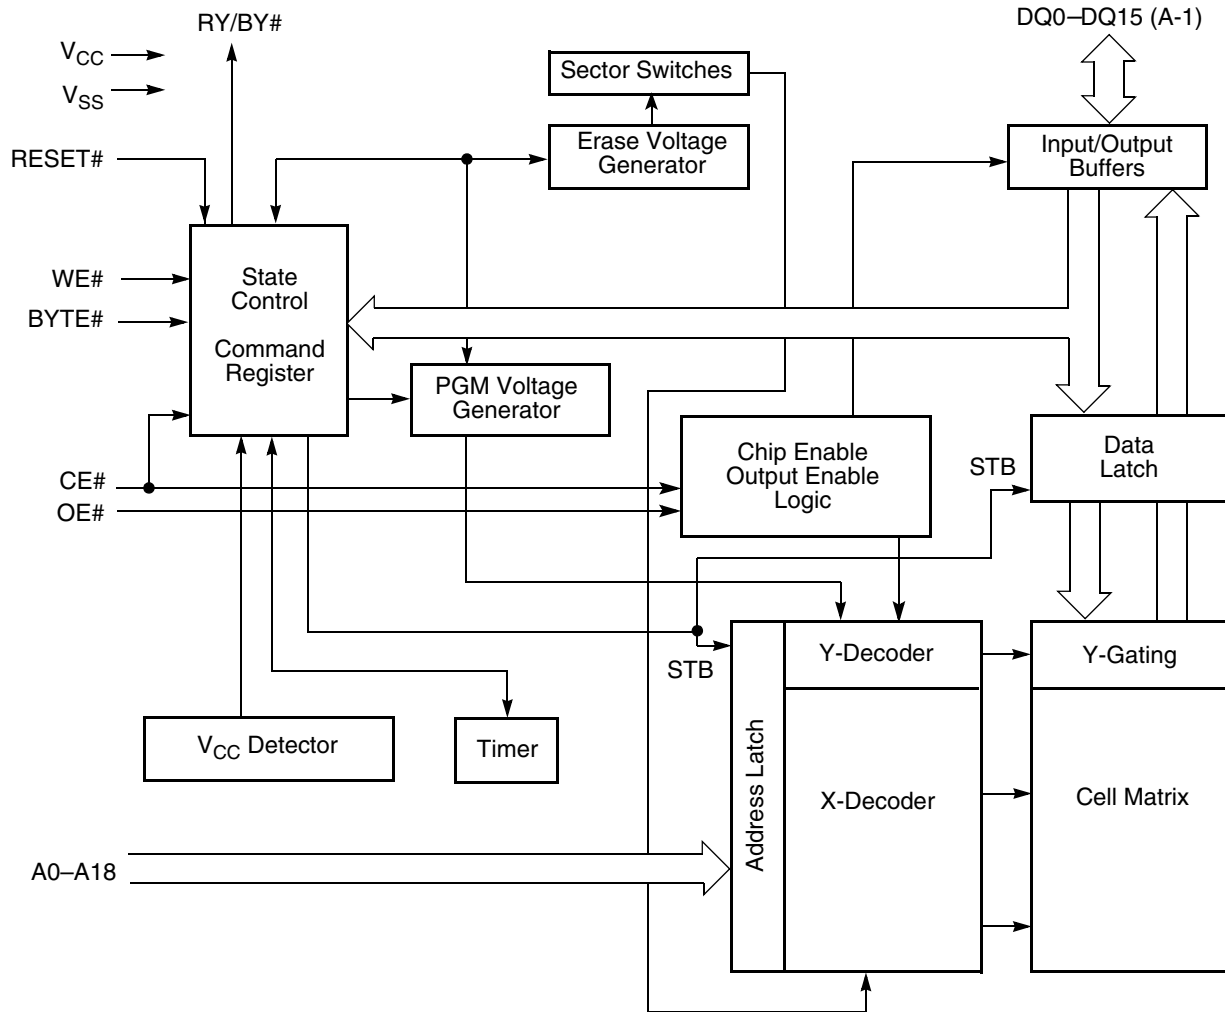 RY/BY#
DQ0–DQ15 (A-1)
VCC
VSS
Sector Switches
RESET#
Erase Voltage
Generator
Input/Output
Buffers
WE#
BYTE#
State
Control
Command
Register
PGM Voltage
Generator
CE#
OE#
Chip Enable
Output Enable
Logic
STB
Data
Latch
STB
Y-Decoder
Y-Gating
VCC Detector
Timer
Address Latch
X-Decoder
Cell Matrix
A0–A18